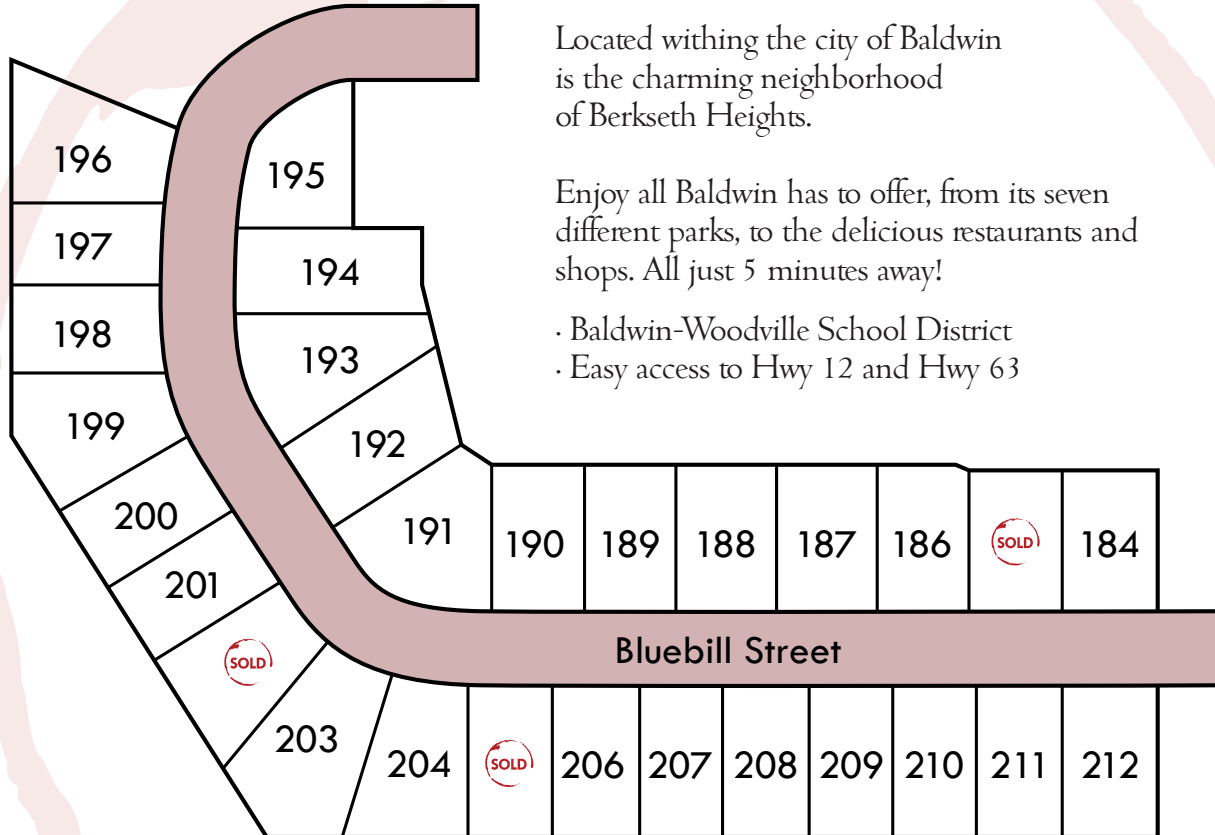 Located withing the city of Baldwin
is the charming neighborhood
of Berkseth Heights.
Enjoy all Baldwin has to offer, from its seven
different parks, to the delicious restaurants and
shops. All just 5 minutes away!
· Baldwin-Woodville School District
· Easy access to Hwy 12 and Hwy 63
196
195
197
194
198
193
199
192
200
191
190
189
188
187
186
SOLD
184
201
SOLD
Bluebill Street
203
204
SOLD
206
207
208
209
210
211
212